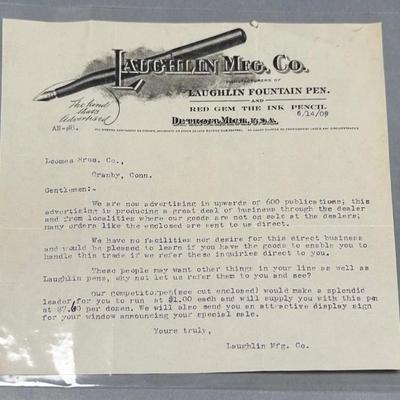 LAUGHLIN MFG. CO.
MANUFACTURERS OF
LAUGHLIN FOUNTAIN PEN.
AND
RED GEM THE INK PENCIL
The kind
that's
Advertised
DETROIT, MICH. U.S.A.
6/14/09
Loomes Bros. Co.,
Granby, Conn.
Gentlemen:-
We are now advertising in upwards of 600 publications; this
advertising is producing a great deal of business through the dealer
and from localities where our goods are not on sale at the dealers;
many orders like the enclosed are sent to us direct.
We have no facilities nor desire for this direct business
and would be pleased to learn if you have the goods to enable you to
handle this trade if we refer these inquiries direct to you.
These people may want other things in your line as well as
Laughlin pens, why not let us refer them to you and see?
Our competitorpen(see cut enclosed) would make a splendid
leader for you to run at $1.00 each and will supply you with this pen
at per dozen. We will also send you an attractive display sign
for your window announcing your special sale.
Yours truly,
Laughlin Mfg. Co.